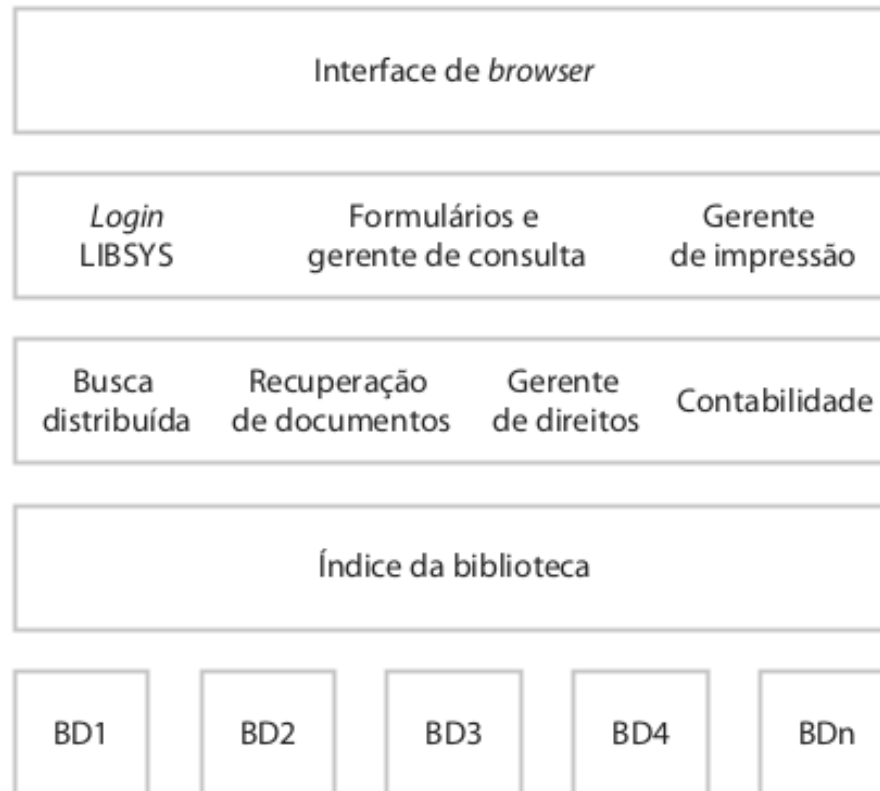 Interface de browser
Login
LIBSYS
Formulários e
gerente de consulta
Gerente
de impressão
Busca
distribuída
Recuperação
de documentos
Gerente
de direitos
Contabilidade
Índice da biblioteca
BD1
BD2
BD3
BD4
BDn